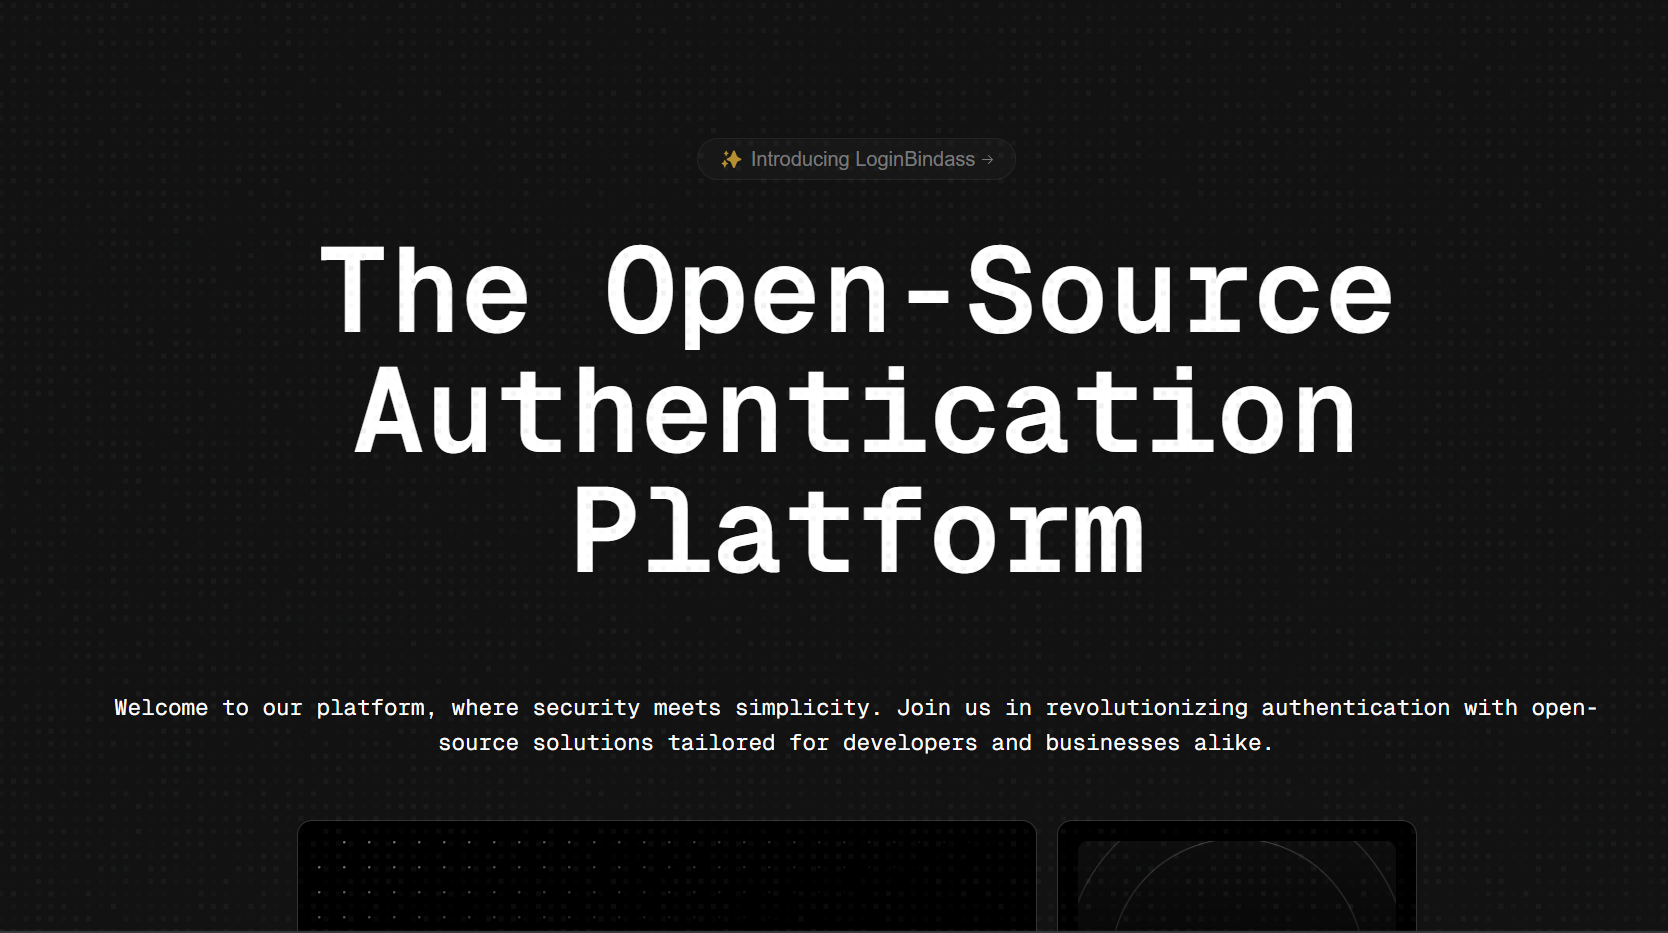 ✨ Introducing LoginBindass →
The Open-Source
Authentication
Platform
Welcome to our platform, where security meets simplicity. Join us in revolutionizing authentication with open-
source solutions tailored for developers and businesses alike.